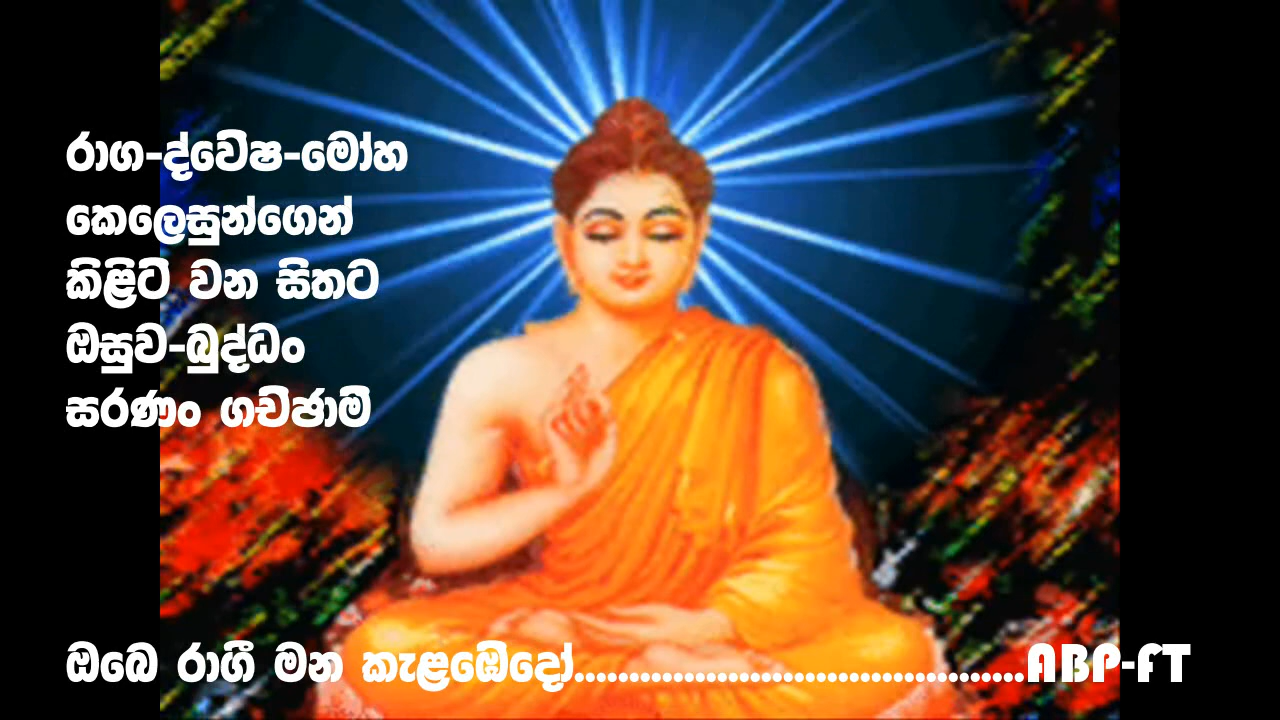 රාග-ද්වේෂ-මෝහ
කෙලෙසුන්ගෙන්
කිළිටි වන සිතට
ඔසුව-බුද්ධං
සරණං ගච්ඡාමි
ඔබෙ රාගී මන කැළඹේදෝ.........................................ABP-FT